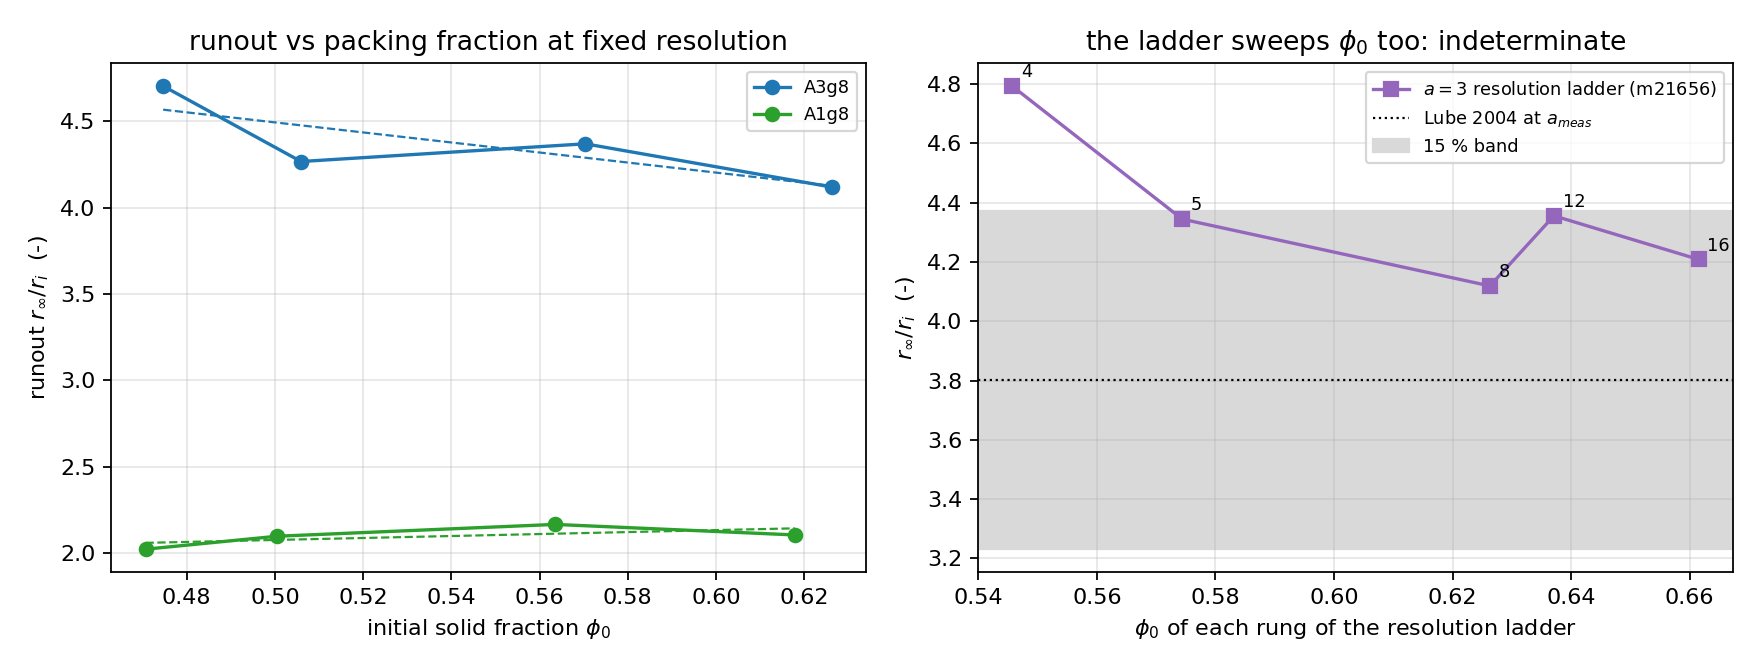 runout vs packing fraction at fixed resolution
A3g8
A1g8
runout r∞/ri (-)
4.5
4.0
3.5
3.0
2.5
2.0
0.48 0.50 0.52 0.54 0.56 0.58 0.60 0.62
initial solid fraction ϕ0
the ladder sweeps ϕ0 too: indeterminate
a = 3 resolution ladder (m21656)
Lube 2004 at ameas
15 % band
r∞/ri (-)
4.8
4.6
4.4
4.2
4.0
3.8
3.6
3.4
3.2
4
5
8
12
16
0.54 0.56 0.58 0.60 0.62 0.64 0.66
ϕ0 of each rung of the resolution ladder